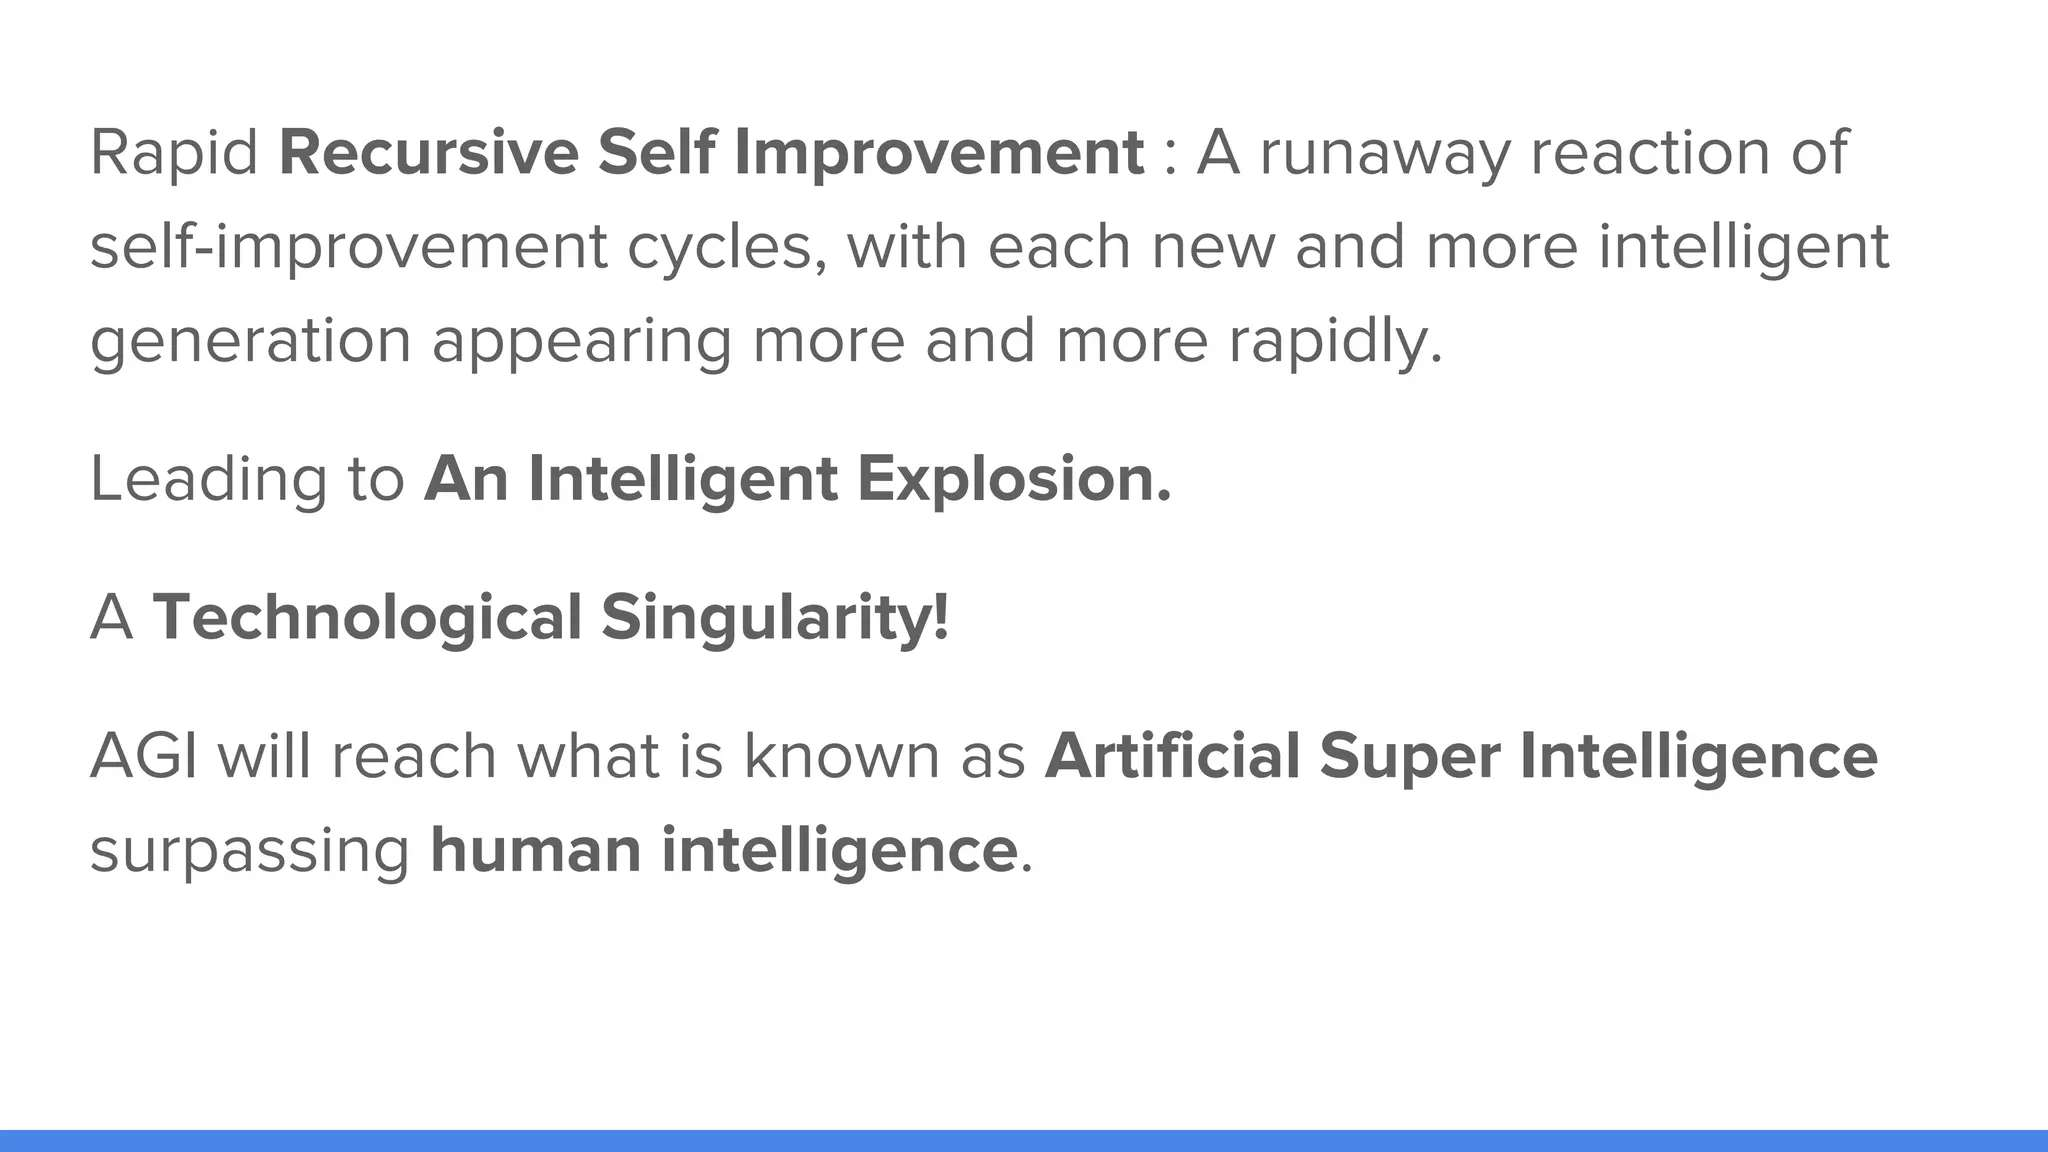 Rapid Recursive Self Improvement : A runaway reaction of
self-improvement cycles, with each new and more intelligent
generation appearing more and more rapidly.
Leading to An Intelligent Explosion.
A Technological Singularity!
AGI will reach what is known as Artificial Super Intelligence
surpassing human intelligence.